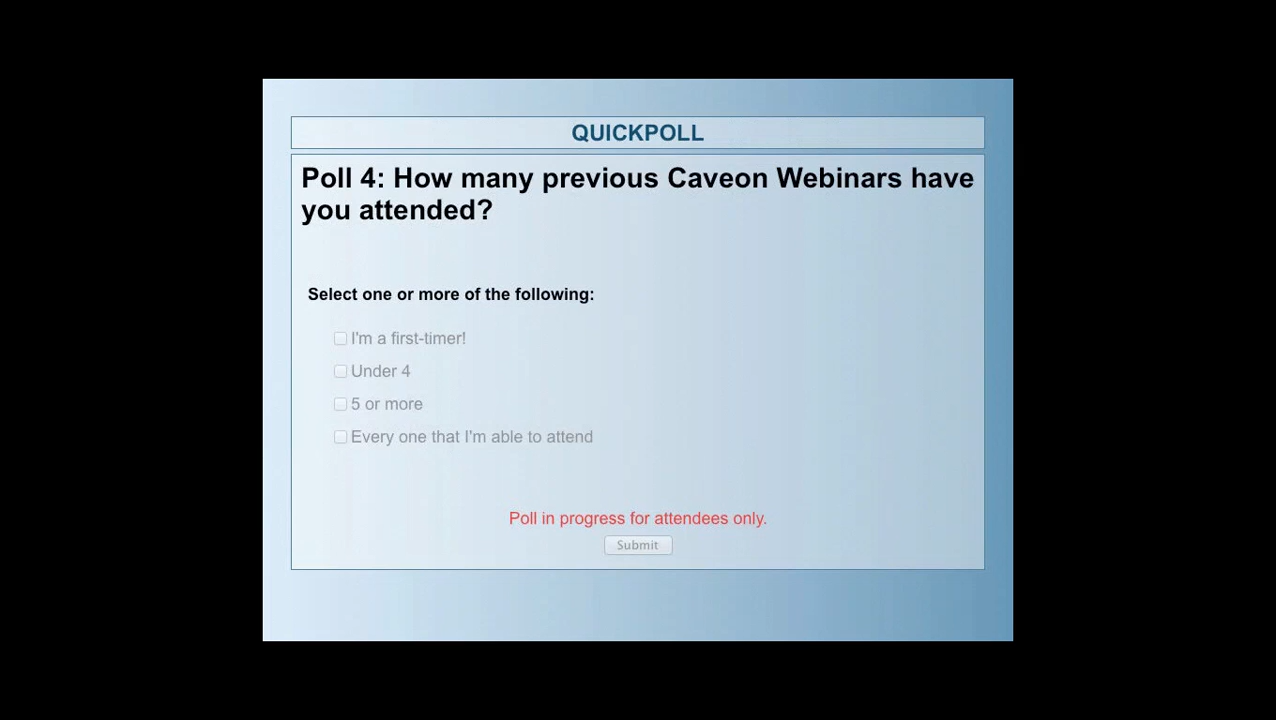 QUICKPOLL
Poll 4: How many previous Caveon Webinars have
you attended?
Select one or more of the following:
I'm a first-timer!
Under 4
5 or more
Every one that I'm able to attend
Poll in progress for attendees only.
Submit